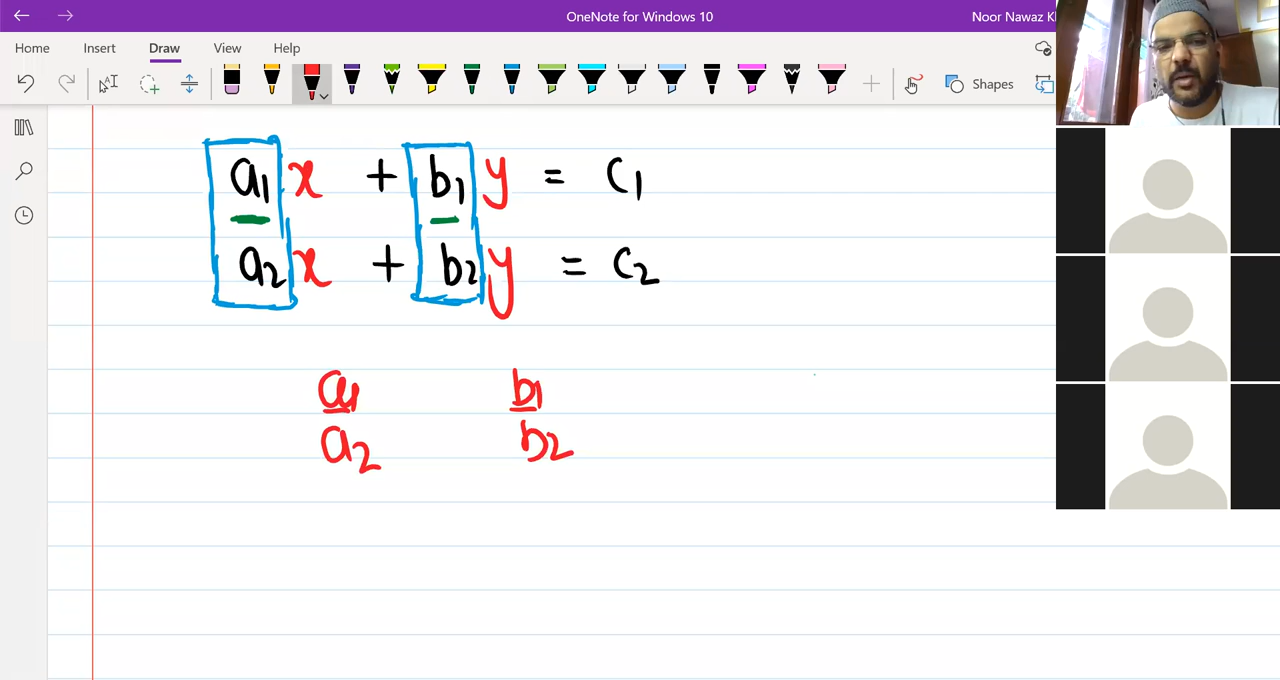 OneNote for Windows 10
Noor Nawaz Kh
Home Insert Draw View Help
Shapes
a1x + b1y = c1
a2x + b2y = c2
a1 b1
a2 b2